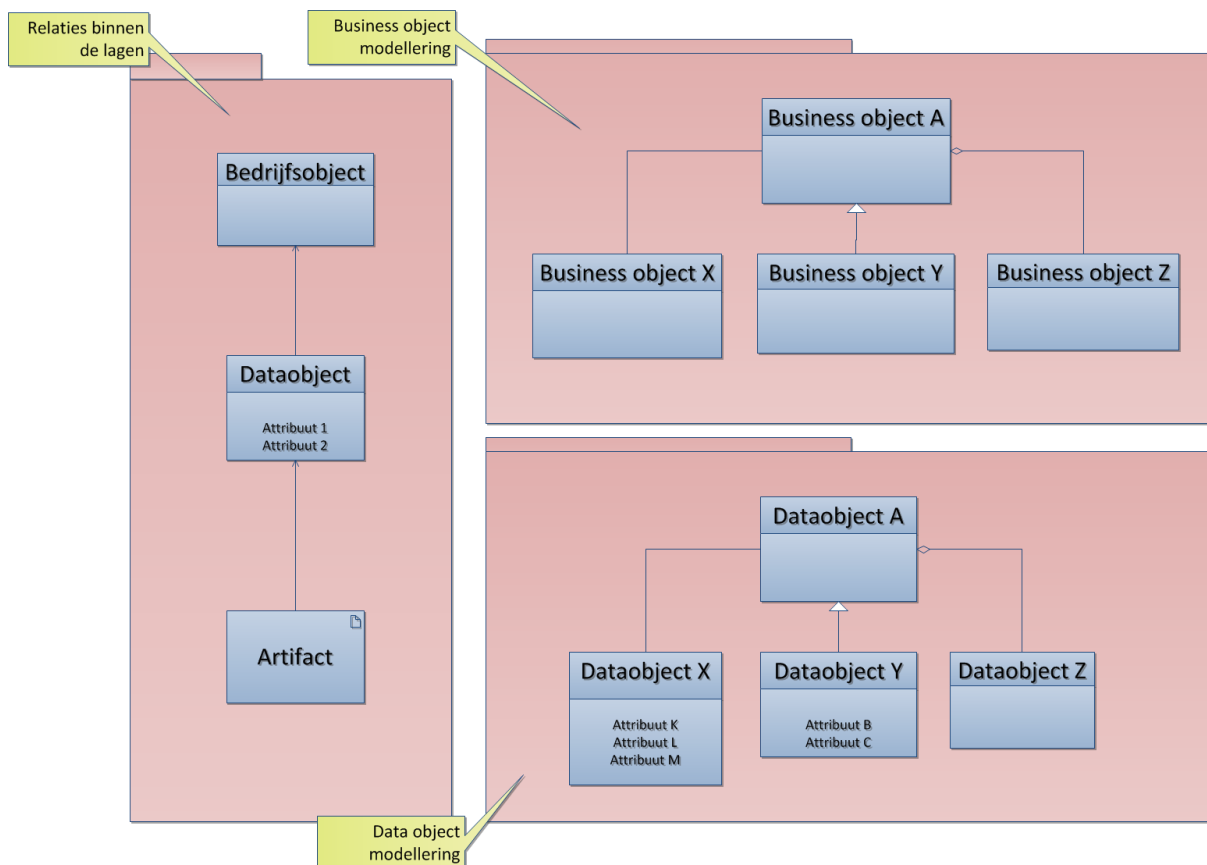 Relaties binnen
de lagen
Bedrijfsobject
Dataobject
Attribuut 1
Attribuut 2
Artifact
Business object
modellering
Business object A
Business object X
Business object Y
Business object Z
Dataobject A
Dataobject X
Attribuut K
Attribuut L
Attribuut M
Dataobject Y
Attribuut B
Attribuut C
Dataobject Z
Data object
modellering